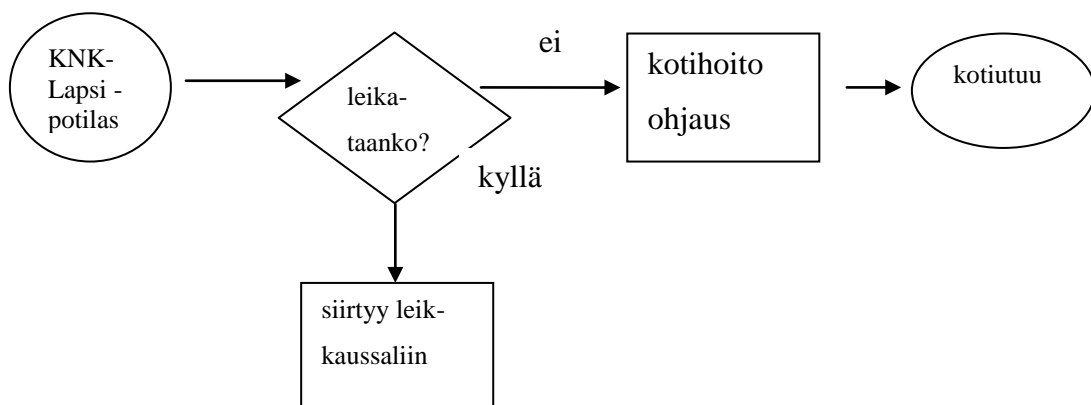 KNK-
Lapsi -
potilas
leika-
taanko?
ei
kyllä
kotihoito
ohjaus
kotiutuu
siirtyy leik-
kaussaliin